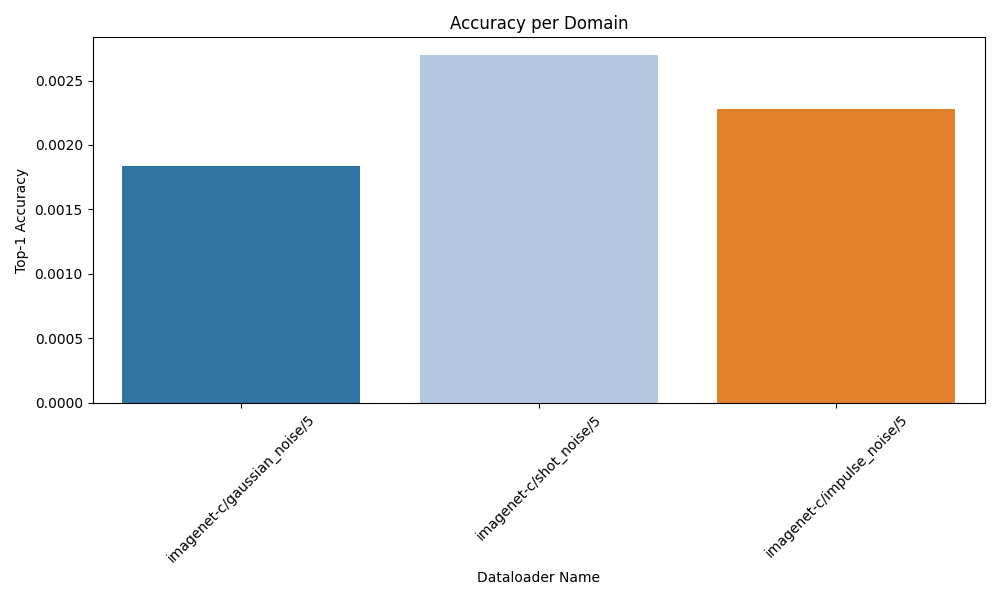 Accuracy per Domain
Top-1 Accuracy
0.0025
0.0020
0.0015
0.0010
0.0005
0.0000
imagenet-c/gaussian_noise/5
imagenet-c/shot_noise/5
imagenet-c/impulse_noise/5
Dataloader Name